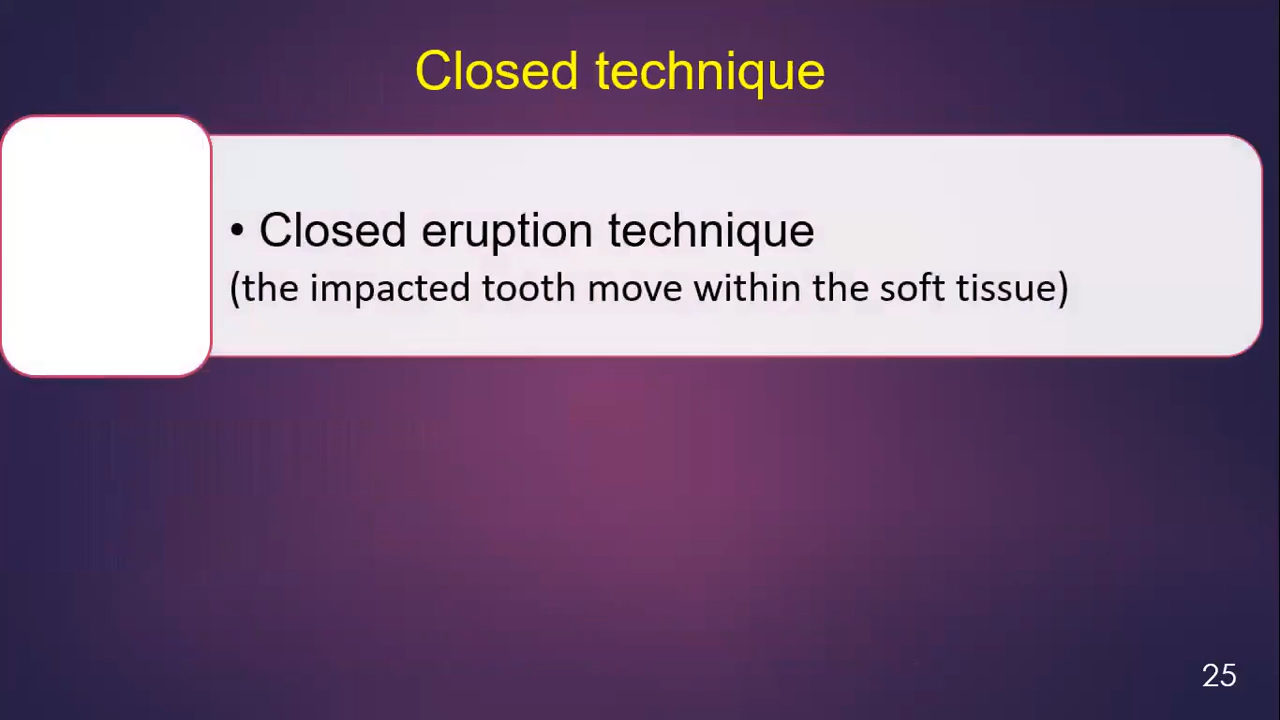 Closed technique
• Closed eruption technique
(the impacted tooth move within the soft tissue)
25